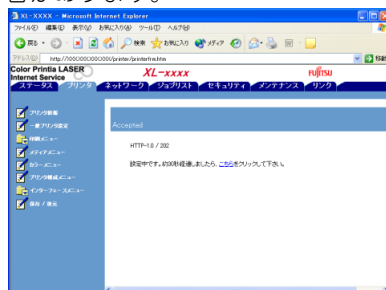 XL-XXXX - Microsoft Internet Explorer
ファイル(F) 編集(E) 表示(V) お気に入り(A) ツール(T) ヘルプ(H)
戻る 検索 お気に入り メディア
アドレス(D) http://XXX/XXX/XXX/XXX/printer/printerfrm.htm 移動
Color Printia LASER
Internet Service
XL-xxxx
FUJITSU
ステータス プリンタ ネットワーク ジョブリスト セキュリティ メンテナンス リンク
プリンタ情報
一般プリンタ設定
印刷メニュー
メディアメニュー
カラーメニュー
プリンタ構成メニュー
インターフェースメニュー
保存 / 復元
Accepted
HTTP-1.0 / 202
設定中です。約30秒経過しましたら、こちらをクリックして下さい。